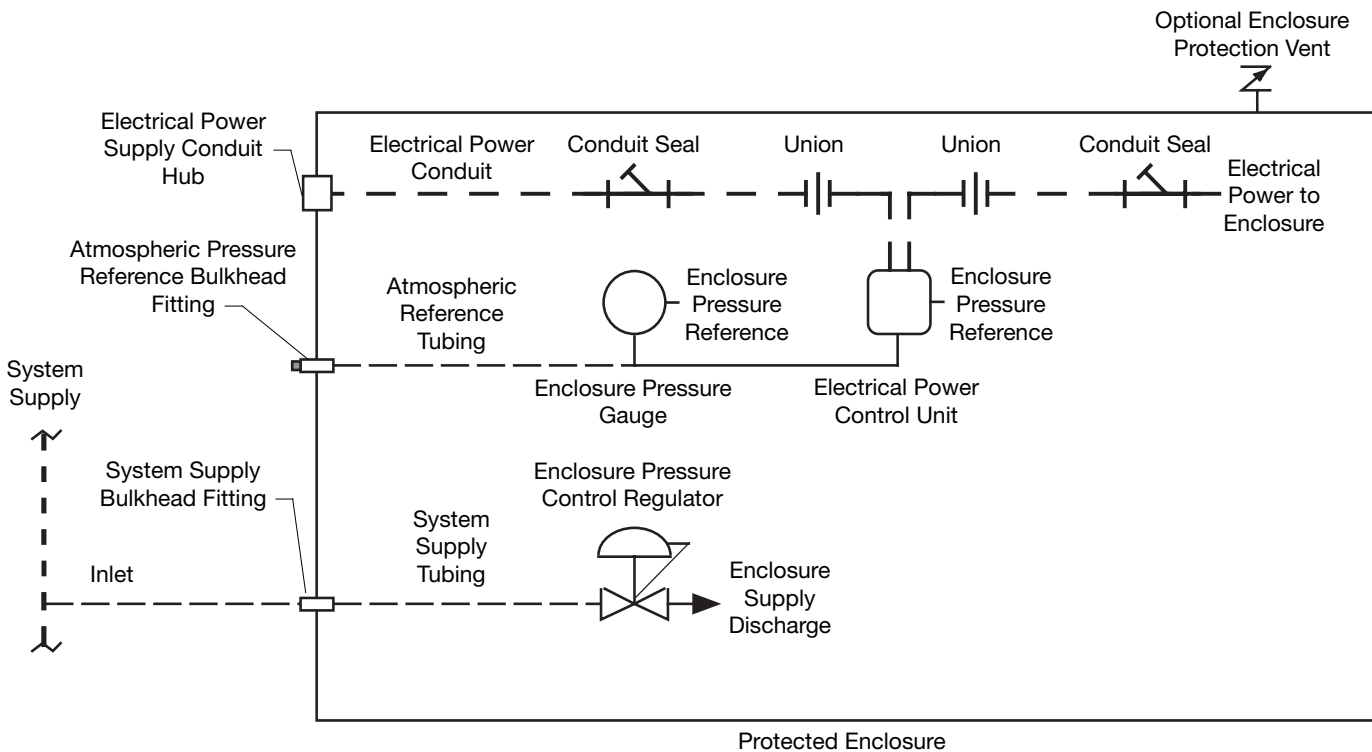 Optional Enclosure
Protection Vent
Electrical Power
Supply Conduit
Hub
Electrical Power
Conduit
Conduit Seal
Union
Union
Conduit Seal
Electrical
Power to
Enclosure
Atmospheric Pressure
Reference Bulkhead
Fitting
Atmospheric
Reference
Tubing
Enclosure
Pressure
Reference
Enclosure
Pressure
Reference
System
Supply
Enclosure Pressure
Gauge
Electrical Power
Control Unit
System Supply
Bulkhead Fitting
Enclosure Pressure
Control Regulator
System
Supply
Tubing
Inlet
Enclosure
Supply
Discharge
Protected Enclosure